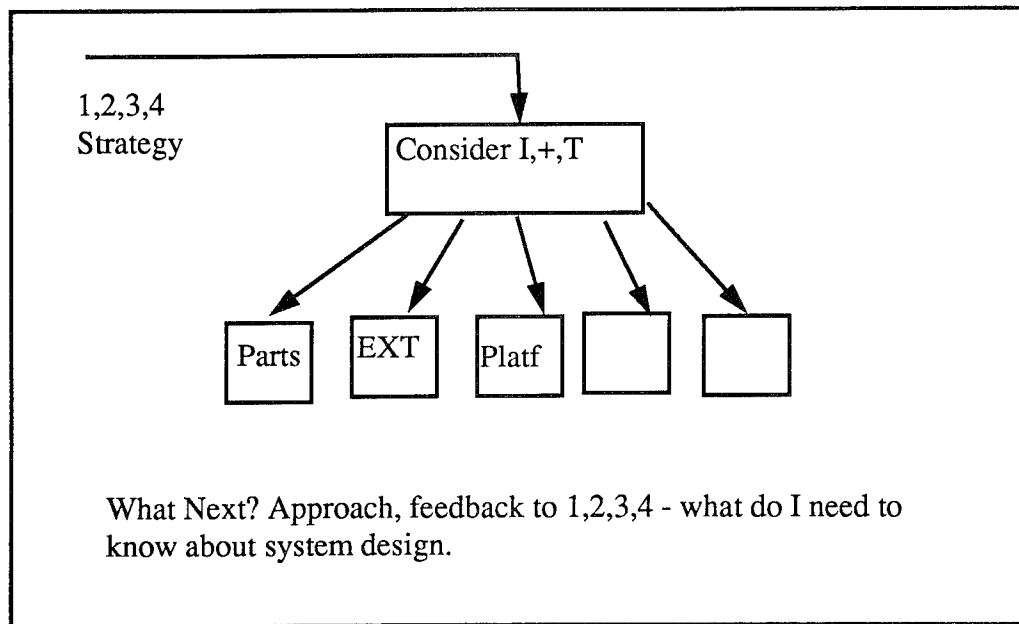 1,2,3,4
Strategy
Consider I,+,T
Parts
EXT
Platf
What Next? Approach, feedback to 1,2,3,4 - what do I need to
know about system design.